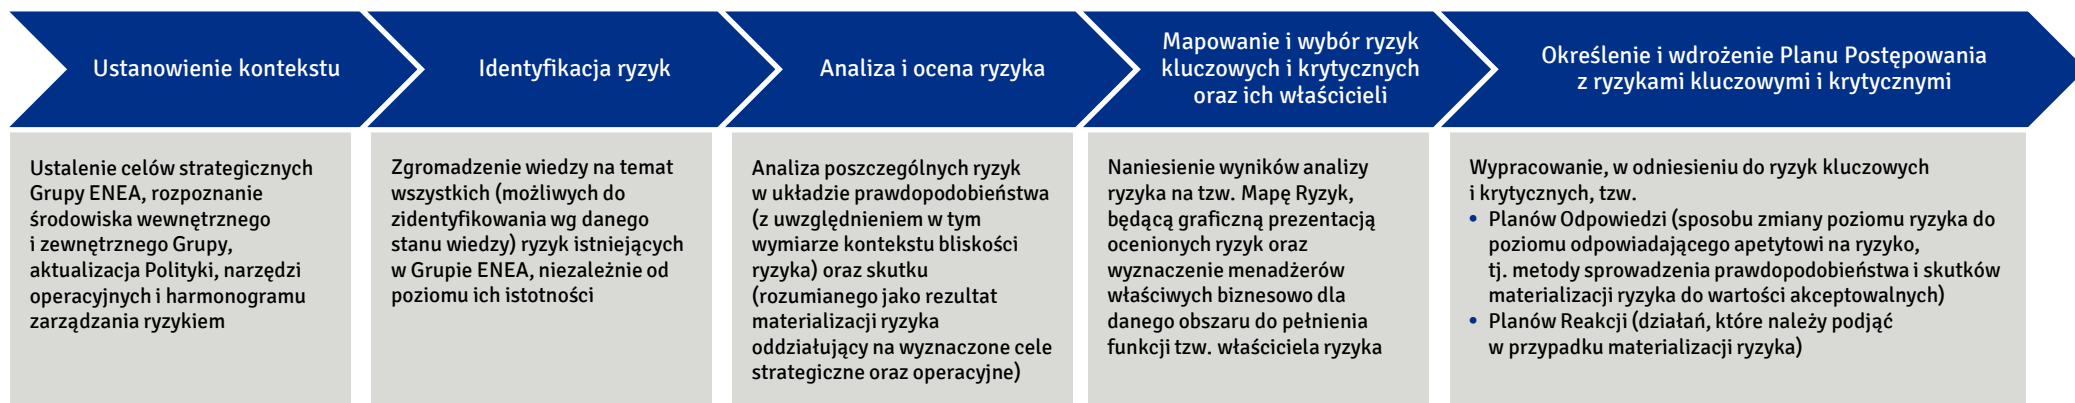 Ustanowienie kontekstu
Identyfikacja ryzyk
Analiza i ocena ryzyka
Mapowanie i wybór ryzyk
kluczowych i krytycznych
oraz ich właścicieli
Określenie i wdrożenie Planu Postępowania
z ryzykami kluczowymi i krytycznymi
Ustalenie celów strategicznych
Grupy ENEA, rozpoznanie
środowiska wewnętrznego
i zewnętrznego Grupy,
aktualizacja Polityki, narzędzi
operacyjnych i harmonogramu
zarządzania ryzykiem
Zgromadzenie wiedzy na temat
wszystkich (możliwych do
zidentyfikowania wg danego
stanu wiedzy) ryzyk istniejących
w Grupie ENEA, niezależnie od
poziomu ich istotności
Analiza poszczególnych ryzyk
w układzie prawdopodobieństwa
(z uwzględnieniem w tym
wymiarze kontekstu bliskości
ryzyka) oraz skutku
(rozumianego jako rezultat
materializacji ryzyka
oddziałujący na wyznaczone cele
strategiczne oraz operacyjne)
Naniesienie wyników analizy
ryzyka na tzw. Mapę Ryzyk,
będącą graficzną prezentacją
ocenionych ryzyk oraz
wyznaczenie menadżerów
właściwych biznesowo dla
danego obszaru do pełnienia
funkcji tzw. właściciela ryzyka
Wypracowanie, w odniesieniu do ryzyk kluczowych
i krytycznych, tzw.
• Planów Odpowiedzi (sposobu zmiany poziomu ryzyka do
poziomu odpowiadającego apetytowi na ryzyko,
tj. metody sprowadzenia prawdopodobieństwa i skutków
materializacji ryzyka do wartości akceptowalnych)
• Planów Reakcji (działań, które należy podjąć
w przypadku materializacji ryzyka)